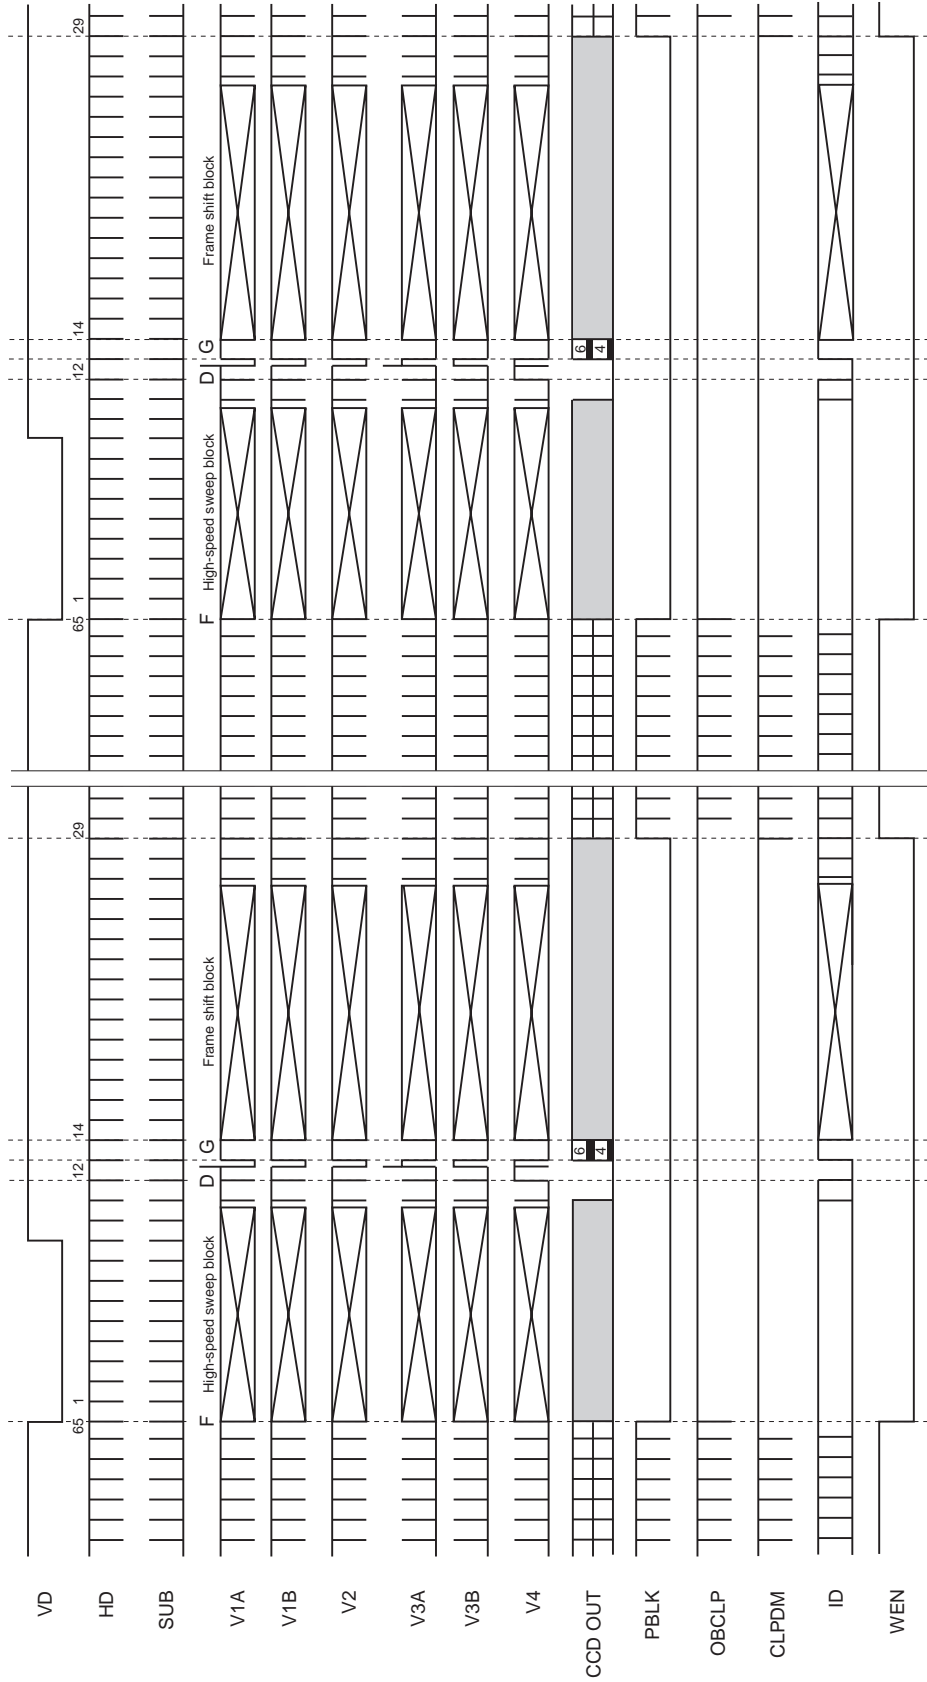 VD
65 1 12 14 29 65 1 12 14 29
HD
SUB
F High-speed sweep block D G Frame shift block F High-speed sweep block D G Frame shift block
V1A
V1B
V2
V3A
V3B
V4
6 6
CCD OUT
4 4
PBLK
OBCLP
CLPDM
ID
WEN